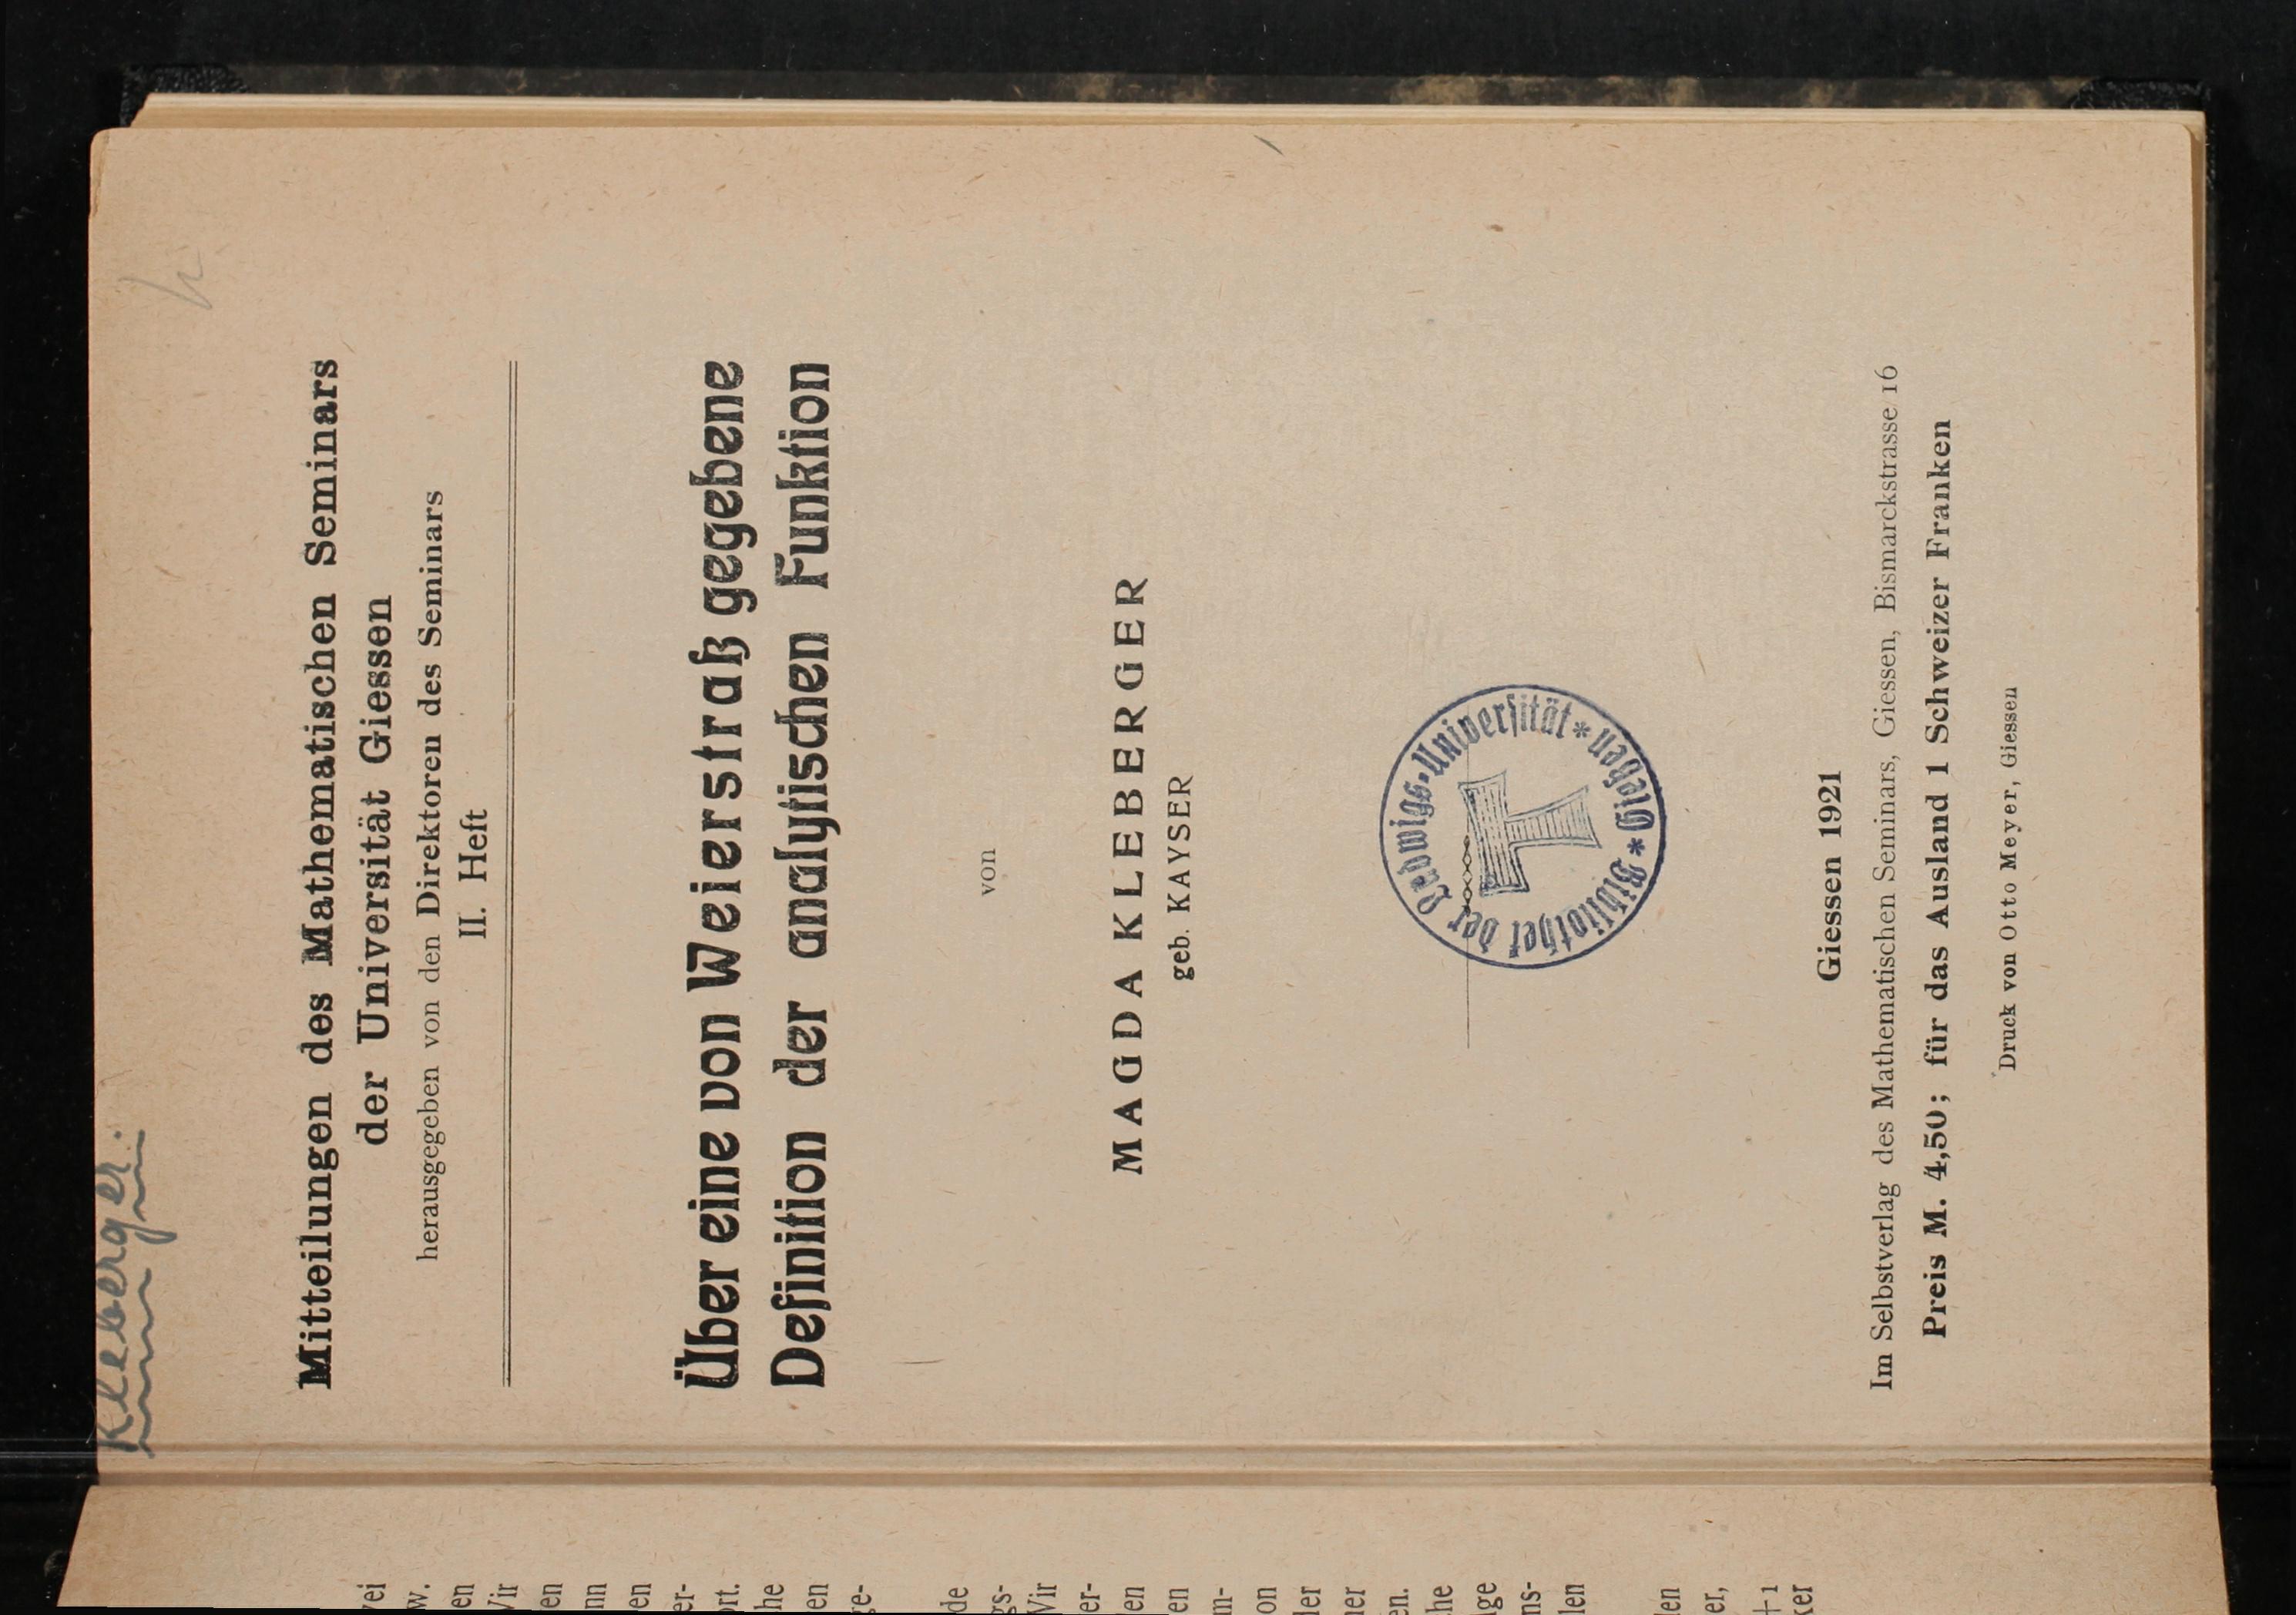 Kleberger.
Mitteilungen des Mathematischen Seminars
der Universität Giessen
herausgegeben von den Direktoren des Seminars
II. Heft
Über eine von Weierstraß gegebene
Definition der analytischen Funktion
von
MAGDA KLEBERGER
geb. KAYSER
Bibliothek der Ludwigs-Universität * Gießen *
Giessen 1921
Im Selbstverlag des Mathematischen Seminars, Giessen, Bismarckstrasse 16
Preis M. 4,50; für das Ausland 1 Schweizer Franken
Druck von Otto Meyer, Giessen